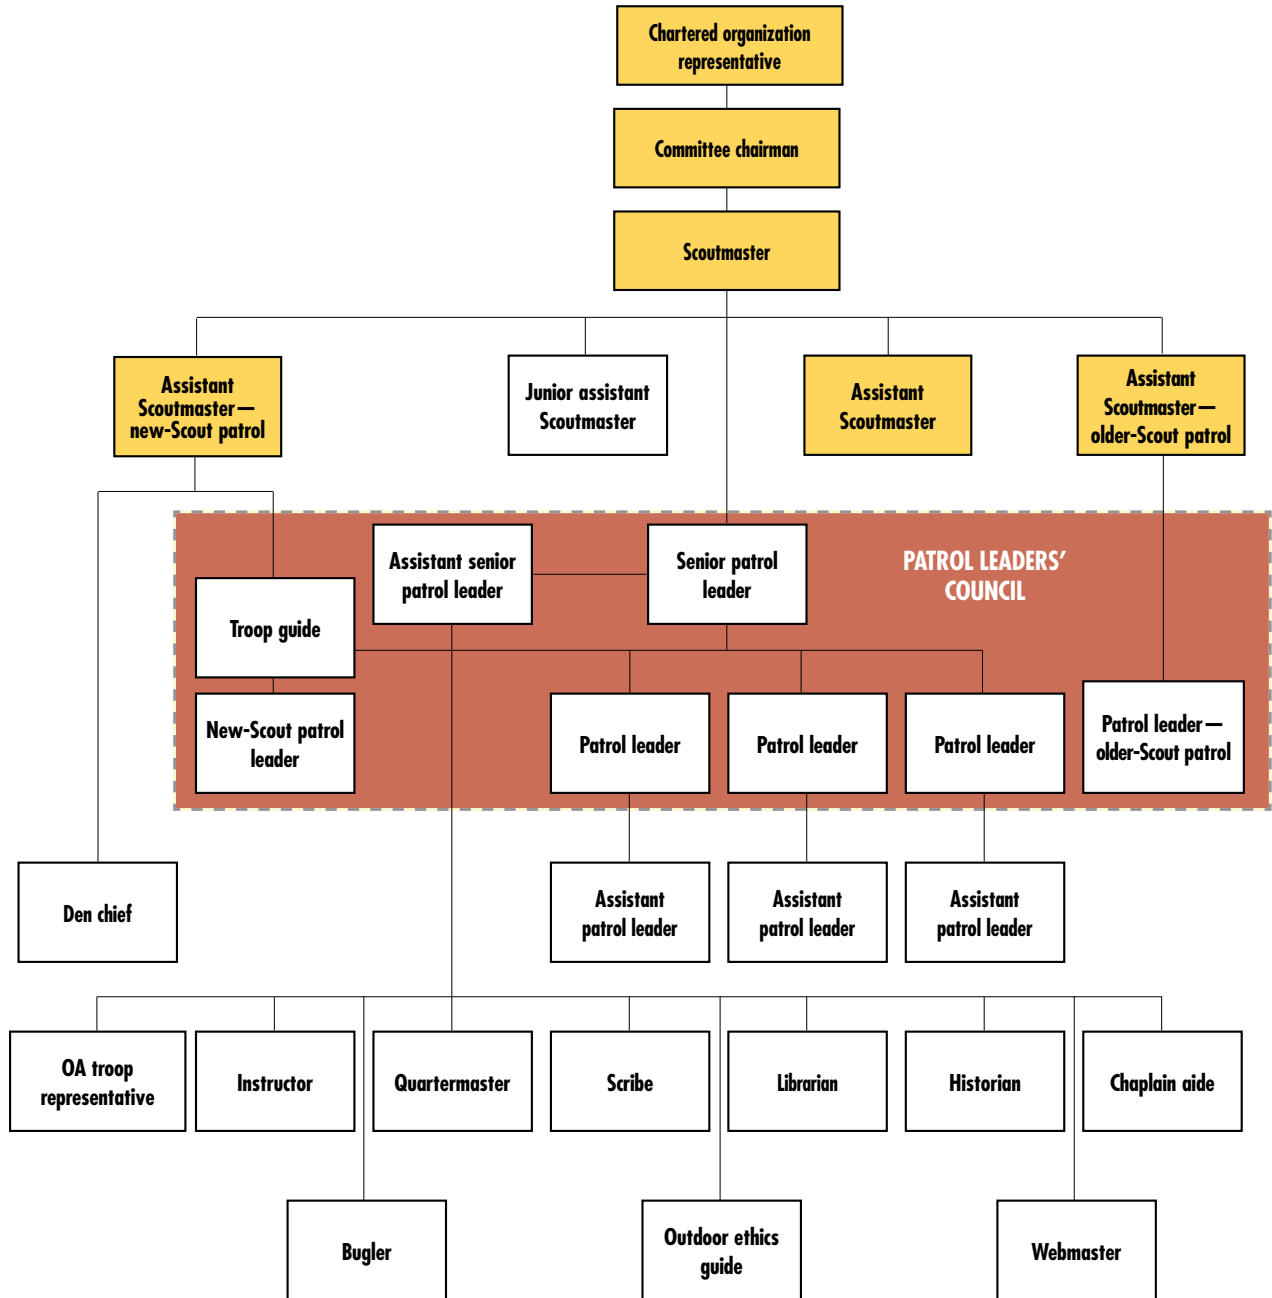 Chartered organization
representative
Committee chairman
Scoutmaster
Assistant
Scoutmaster—
new-Scout patrol
Junior assistant
Scoutmaster
Assistant
Scoutmaster
Assistant
Scoutmaster—
older-Scout patrol
PATROL LEADERS’
COUNCIL
Assistant senior
patrol leader
Senior patrol
leader
Troop guide
New-Scout patrol
leader
Patrol leader
Patrol leader
Patrol leader
Patrol leader—
older-Scout patrol
Den chief
Assistant
patrol leader
Assistant
patrol leader
Assistant
patrol leader
OA troop
representative
Instructor
Quartermaster
Scribe
Librarian
Historian
Chaplain aide
Bugler
Outdoor ethics
guide
Webmaster